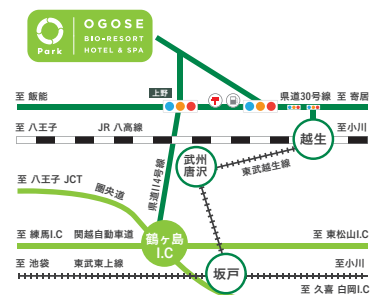 OGOSE
BIO-RESORT
HOTEL & SPA
Park
上野
県道30号線
至 飯能
至 寄居
至 八王子
JR 八高線
越生
至小川
武州
唐沢
東武越生線
県道114号線
至 八王子 JCT
圏央道
鶴ヶ島
I.C
至 練馬I.C
関越自動車道
至 東松山I.C
至 池袋
東武東上線
坂戸
至小川
至 久喜 白岡I.C